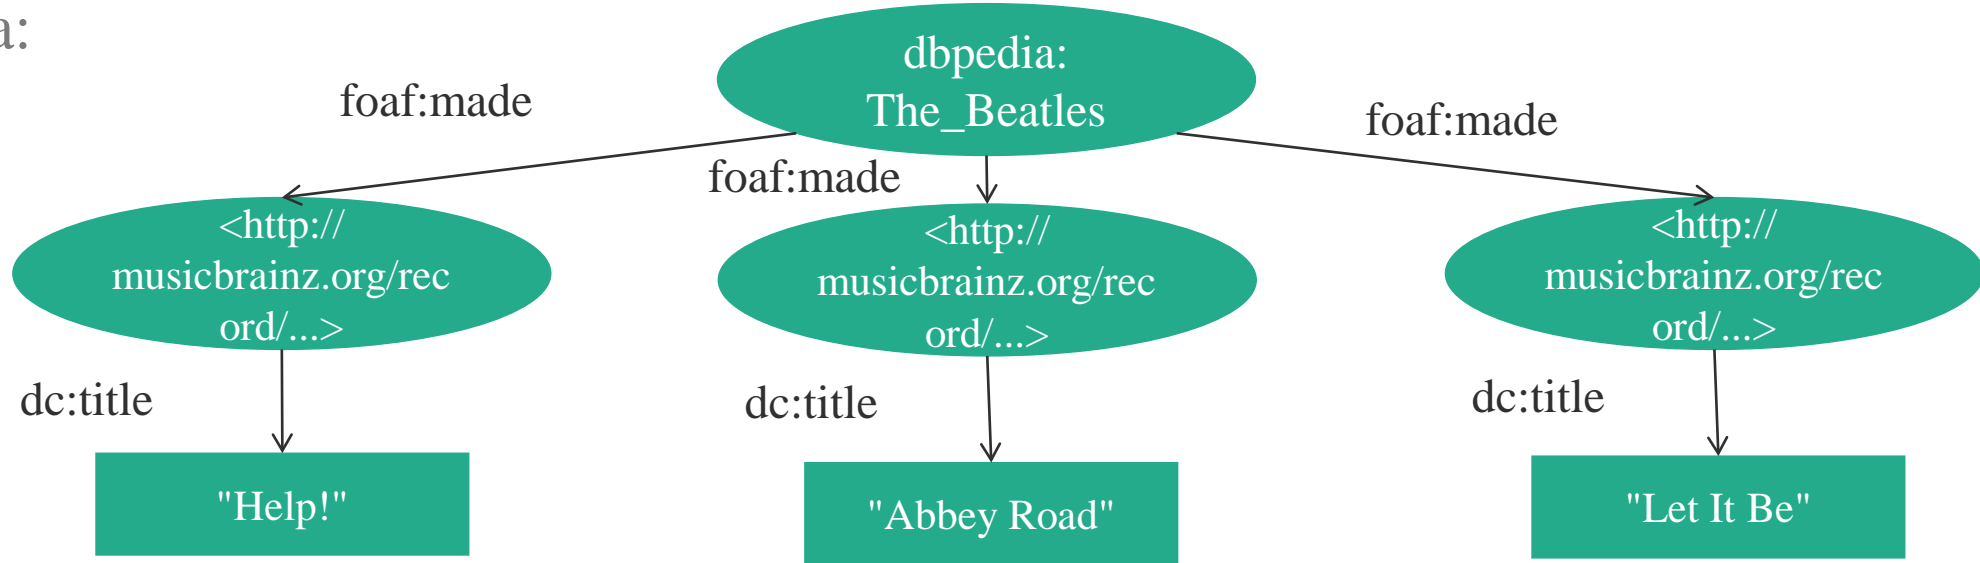 a:
dbpedia:
The_Beatles
foaf:made
foaf:made
foaf:made
<http://
musicbrainz.org/rec
ord/...>
<http://
musicbrainz.org/rec
ord/...>
<http://
musicbrainz.org/rec
ord/...>
dc:title
dc:title
dc:title
"Help!"
"Abbey Road"
"Let It Be"